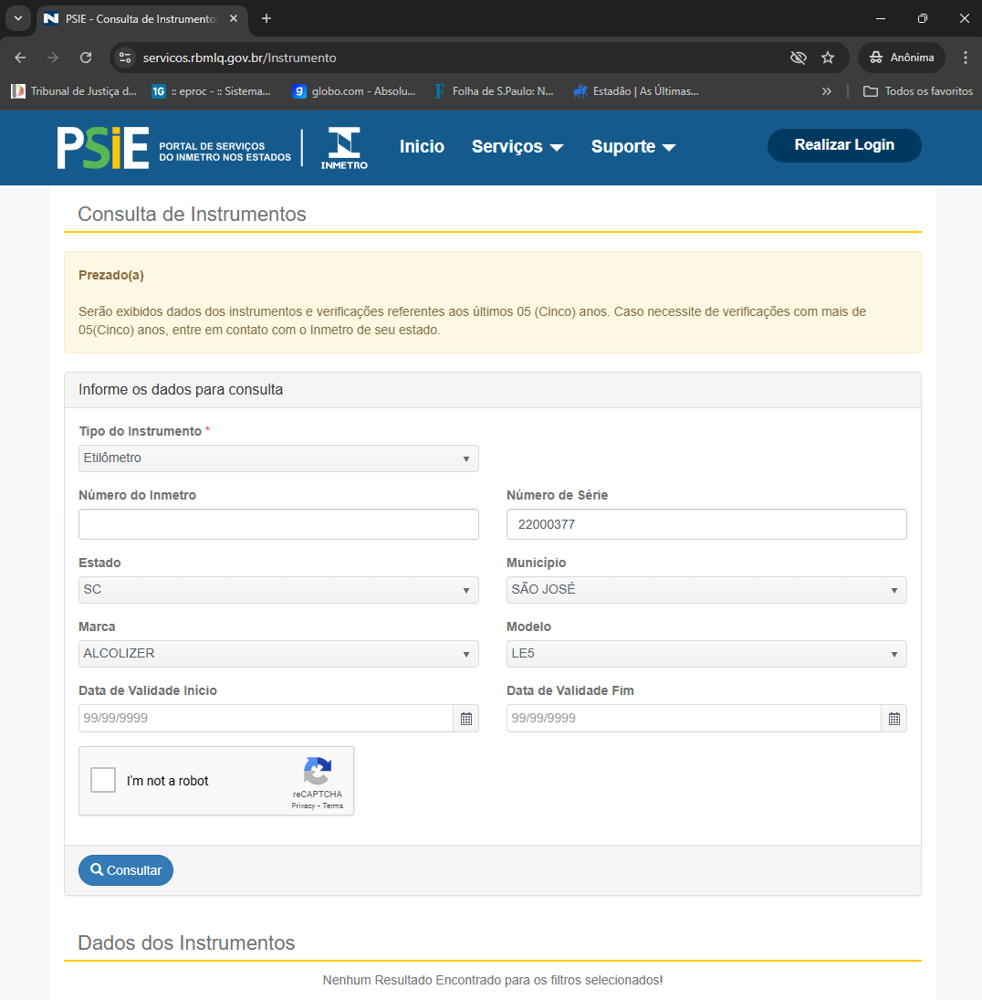 PSIE - Consulta de Instrumentos
servicos.rbmlq.gov.br/Instrumento
Anônima
Tribunal de Justiça d...
1G :: eproc - :: Sistema...
g globo.com - Absolu...
F Folha de S.Paulo: N...
Estadão | As Últimas...
Todos os favoritos
PSiE PORTAL DE SERVIÇOS
DO INMETRO NOS ESTADOS
INMETRO
Inicio
Serviços
Suporte
Realizar Login
Consulta de Instrumentos
Prezado(a)
Serão exibidos dados dos instrumentos e verificações referentes aos últimos 05 (Cinco) anos. Caso necessite de verificações com mais de
05(Cinco) anos, entre em contato com o Inmetro de seu estado.
Informe os dados para consulta
Tipo do Instrumento *
Etilômetro
Número do Inmetro
Número de Série
22000377
Estado
Município
SC
SÃO JOSÉ
Marca
Modelo
ALCOLIZER
LE5
Data de Validade Início
Data de Validade Fim
99/99/9999
99/99/9999
I'm not a robot
reCAPTCHA
Privacy - Terms
Consultar
Dados dos Instrumentos
Nenhum Resultado Encontrado para os filtros selecionados!